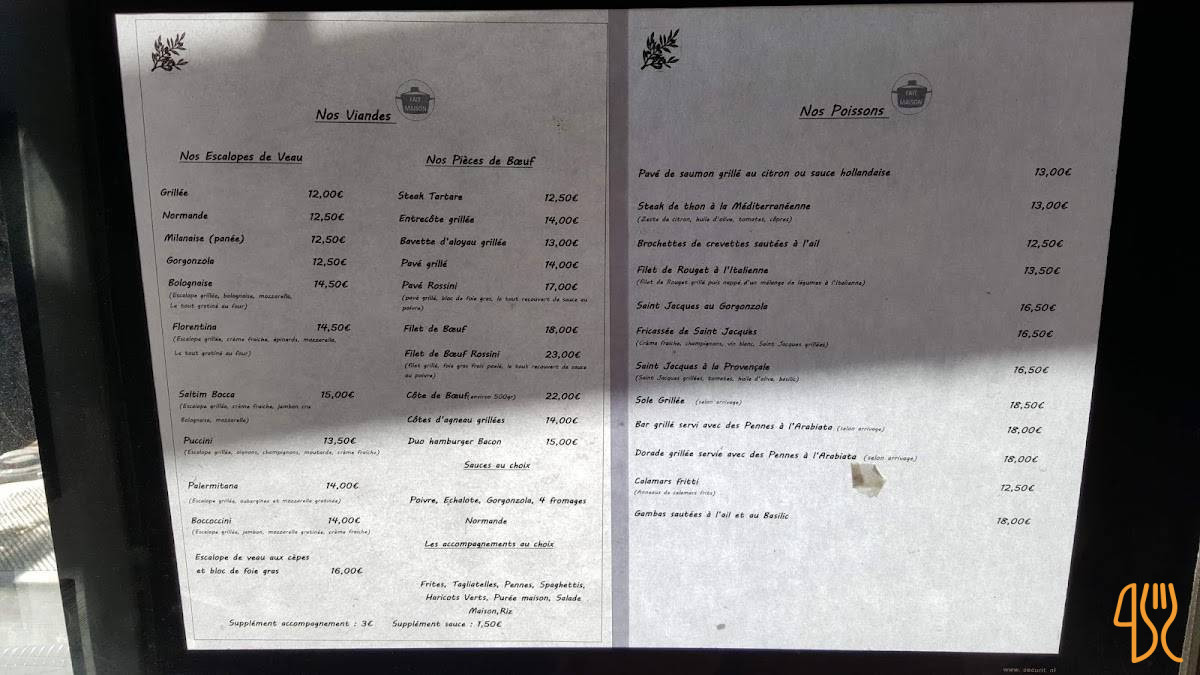 FAIT
MAISON
Nos Viandes
Nos Escalopes de Veau
Grillée 12,00€
Normande 12,50€
Milanaise (panée) 12,50€
Gorgonzola 12,50€
Bolognaise 14,50€
(Escalope grillée, bolognaise, mozzarella,
Le tout gratiné au four)
Florentina 14,50€
(Escalope grillée, crème fraiche, épinards, mozzarella,
Le tout gratiné au four)
Saltim Bocca 15,00€
(Escalope grillée, crème fraiche, jambon cru
Bolognaise, mozzarella)
Puccini 13,50€
(Escalope grillée, oignons, champignons, moutarde, crème fraîche)
Palermitana 14,00€
(Escalope grillée, aubergines et mozzarella gratinée)
Boccoccini 14,00€
(Escalope grillée, jambon, mozzarella gratinée, crème fraiche)
Escalope de veau aux cèpes
et bloc de foie gras 16,00€
Nos Pièces de Bœuf
Steak Tartare 12,50€
Entrecôte grillée 14,00€
Bavette d'aloyau grillée 13,00€
Pavé grillé 14,00€
Pavé Rossini 17,00€
(pavé grillé, bloc de foie gras, le tout recouvert de sauce au
poivre)
Filet de Bœuf 18,00€
Filet de Bœuf Rossini 23,00€
(filet grillé, foie gras frais poelé, le tout recouvert de sauce
au poivre)
Côte de Bœuf(environ 500gr) 22,00€
Côtes d'agneau grillées 14,00€
Duo hamburger Bacon 15,00€
Sauces au choix
Poivre, Echalote, Gorgonzola, 4 fromages
Normande
Les accompagnements au choix
Frites, Tagliatelles, Pennes, Spaghettis,
Haricots Verts, Purée maison, Salade
Maison,Riz
Supplément accompagnement : 3€ Supplément sauce : 1,50€
FAIT
MAISON
Nos Poissons
Pavé de saumon grillé au citron ou sauce hollandaise 13,00€
Steak de thon à la Méditerranéenne 13,00€
(Zeste de citron, huile d'olive, tomates, câpres)
Brochettes de crevettes sautées à l'ail 12,50€
Filet de Rouget à l'Italienne 13,50€
(filet de Rouget grillé puis nappé d'un mélange de légumes à l'Italienne)
Saint Jacques au Gorgonzola 16,50€
Fricassée de Saint Jacques 16,50€
(Crème fraiche, champignons, vin blanc, Saint Jacques grillées)
Saint Jacques à la Provençale 16,50€
(Saint Jacques grillées, tomates, huile d'olive, basilic)
Sole Grillée (selon arrivage) 18,50€
Bar grillé servi avec des Pennes à l'Arabiata (selon arrivage) 18,00€
Dorade grillée servie avec des Pennes à l'Arabiata (selon arrivage) 18,00€
Calamars fritti 12,50€
(Anneaux de calamars frits)
Gambas sautées à l'ail et au Basilic 18,00€
www.securit.nl